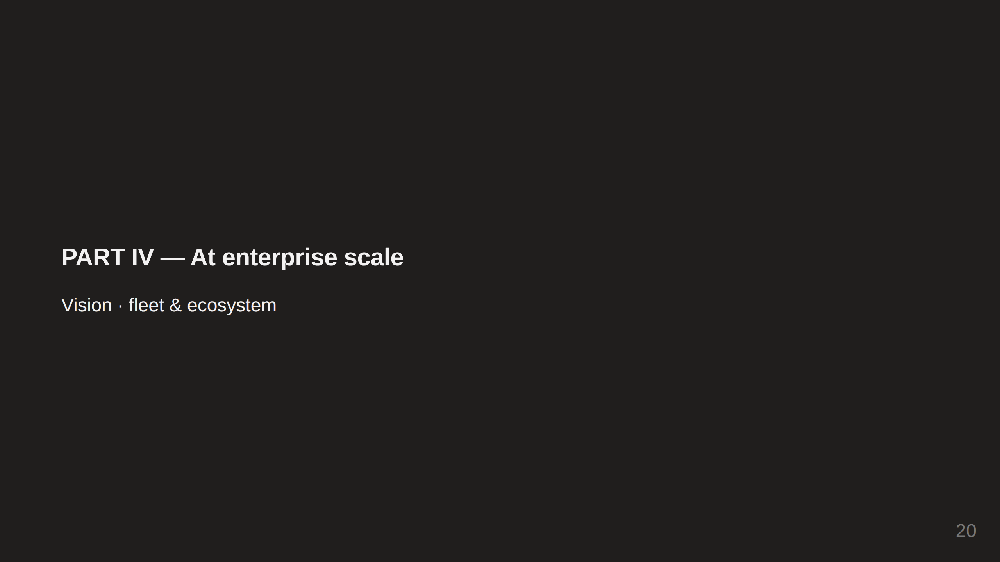 PART IV — At enterprise scale
Vision · fleet & ecosystem
20